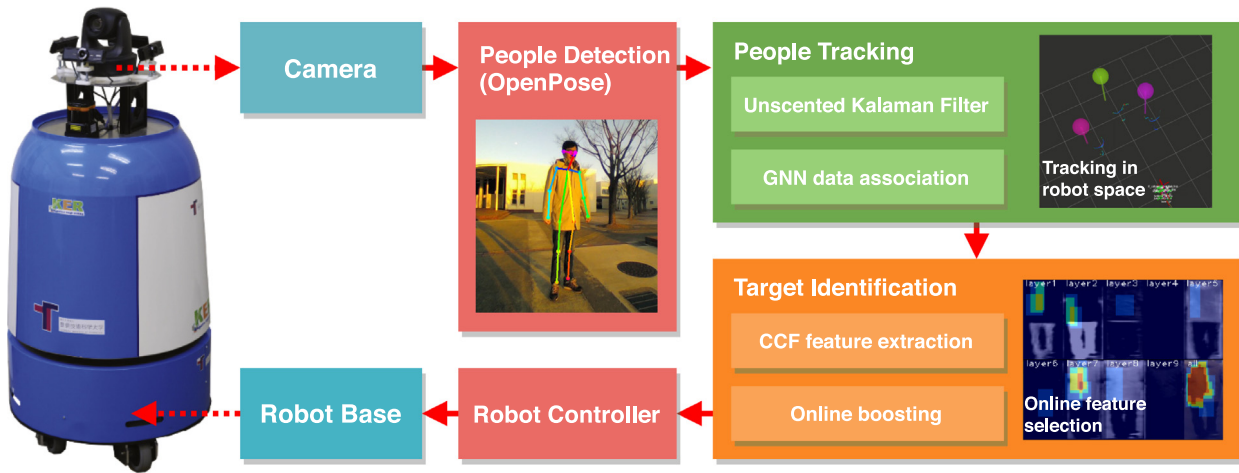 Camera
People Detection
(OpenPose)
People Tracking
Unscented Kalaman Filter
GNN data association
Tracking in
robot space
Target Identification
CCF feature extraction
Online boosting
layer1 layer2 layer3 layer4 layer5
layer6 layer7 layer8 layer9 all
Online feature
selection
Robot Controller
Robot Base
KER
KER